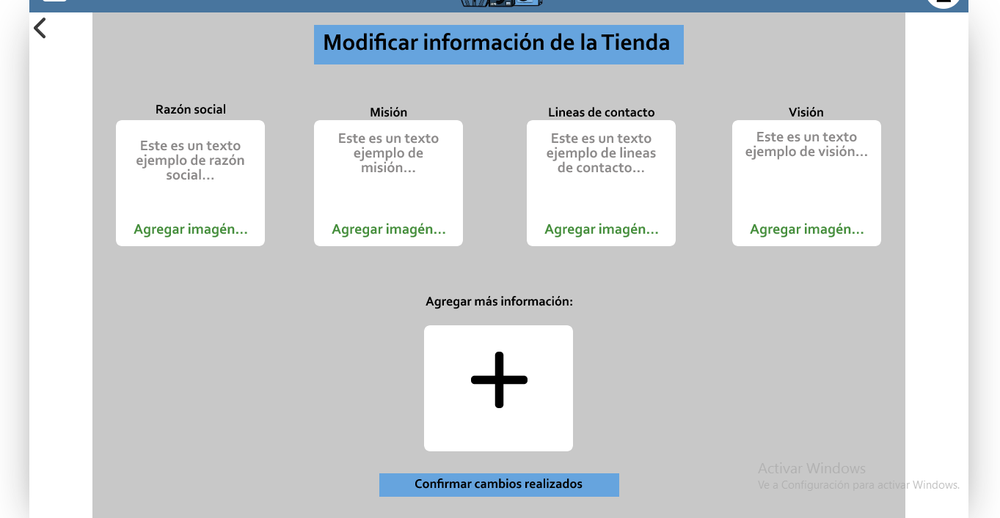 Modificar información de la Tienda
Razón social
Este es un texto
ejemplo de razón
social...
Agregar imagén...
Misión
Este es un texto
ejemplo de
misión...
Agregar imagén...
Lineas de contacto
Este es un texto
ejemplo de lineas
de contacto...
Agregar imagén...
Visión
Este es un texto
ejemplo de visión...
Agregar imagén...
Agregar más información:
Confirmar cambios realizados
Activar Windows
Ve a Configuración para activar Windows.